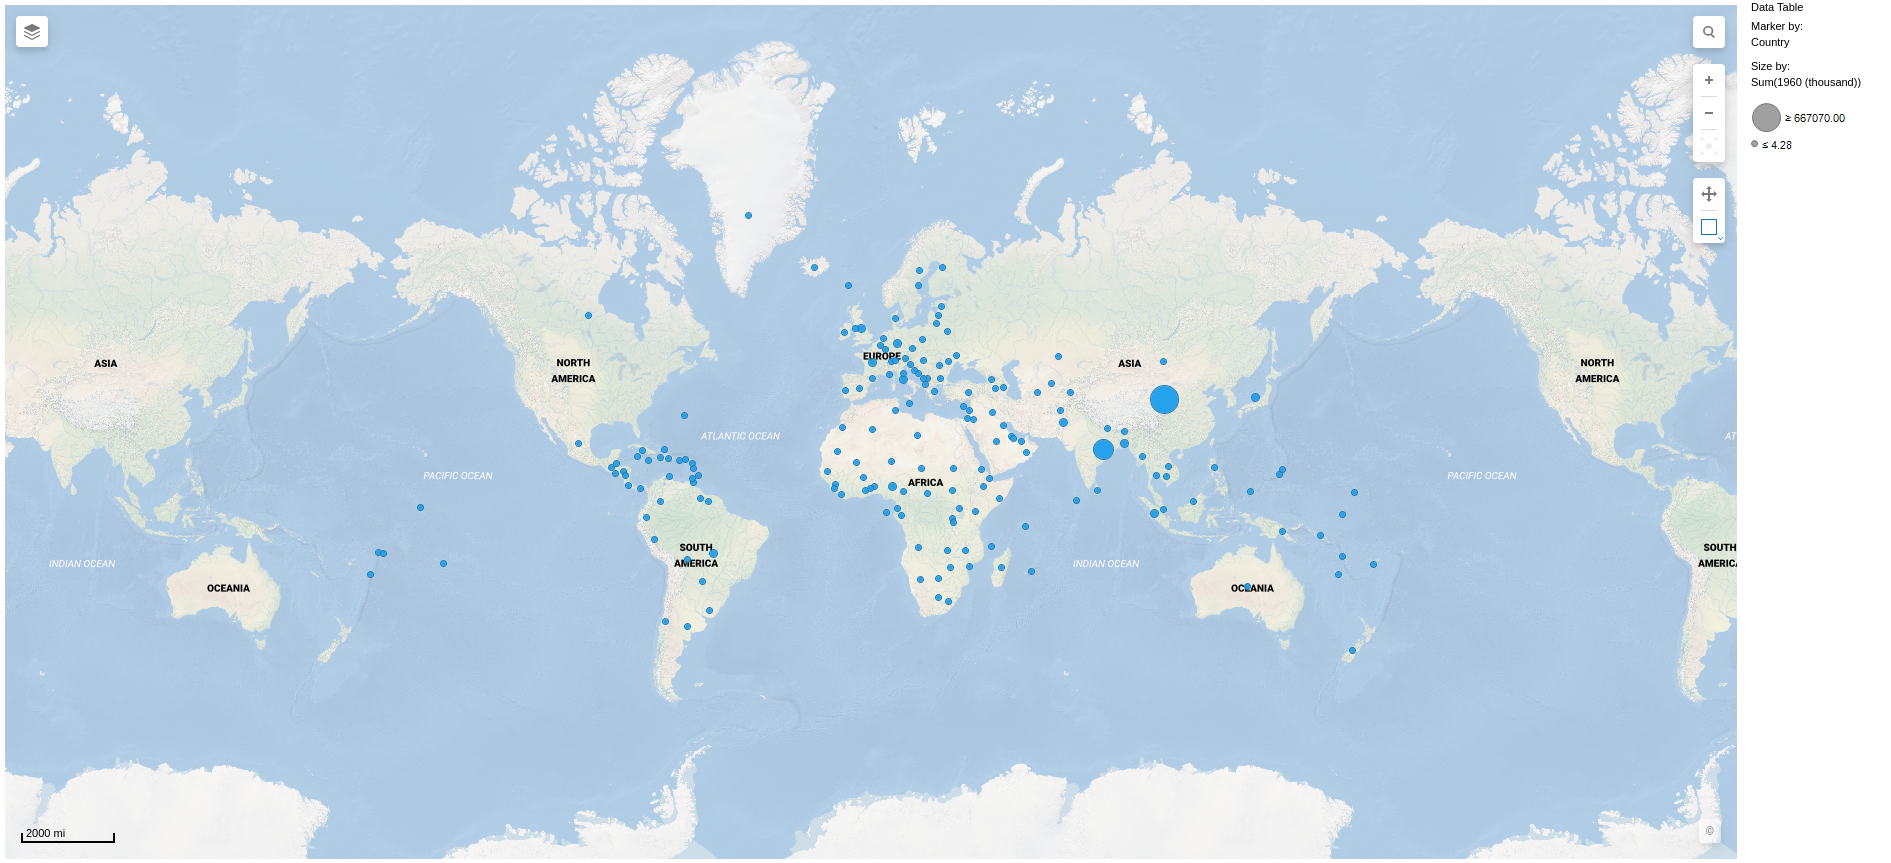 Data Table
Marker by:
Country
Size by:
Sum(1960 (thousand))
≥ 667070.00
≤ 4.28
ASIA
NORTH
AMERICA
EUROPE
ASIA
NORTH
AMERICA
ATLANTIC OCEAN
AT
PACIFIC OCEAN
AFRICA
PACIFIC OCEAN
SOUTH
AMERICA
SOUTH
AMERICA
INDIAN OCEAN
INDIAN OCEAN
OCEANIA
OCEANIA
2000 mi
©